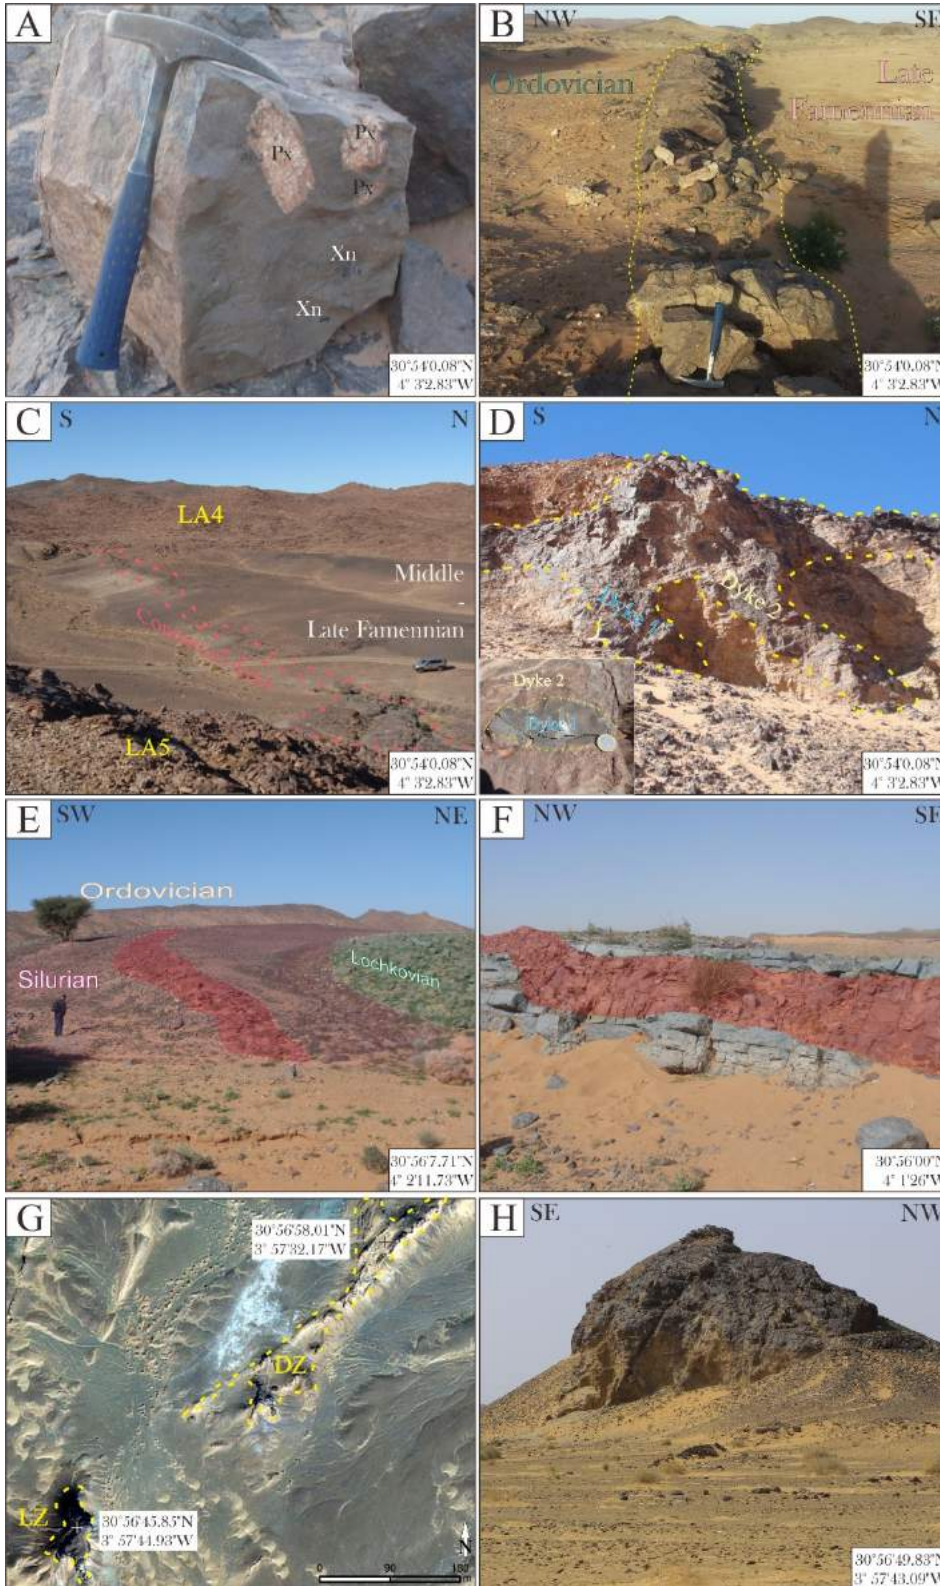 A
Px
Px
Px
Xn
Xn
30°54'0.08"N
4° 3'2.83"W
B
NW
SE
Ordovician
Late
Famennian
30°54'0.08"N
4° 3'2.83"W
C
S
N
LA4
Middle
-
Late Famennian
LA5
30°54'0.08"N
4° 3'2.83"W
D
S
N
Dyke 1
Dyke 2
Dyke 2
Dyke 1
30°54'0.08"N
4° 3'2.83"W
E
SW
NE
Ordovician
Silurian
Lochkovian
30°56'7.71"N
4° 2'11.73"W
F
NW
SE
30°56'00"N
4° 1'26"W
G
30°56'58.01"N
3° 57'32.17"W
DZ
LZ
30°56'45.85"N
3° 57'44.93"W
N
0 90 180
m
H
SE
NW
30°56'49.83"N
3° 57'43.09"W